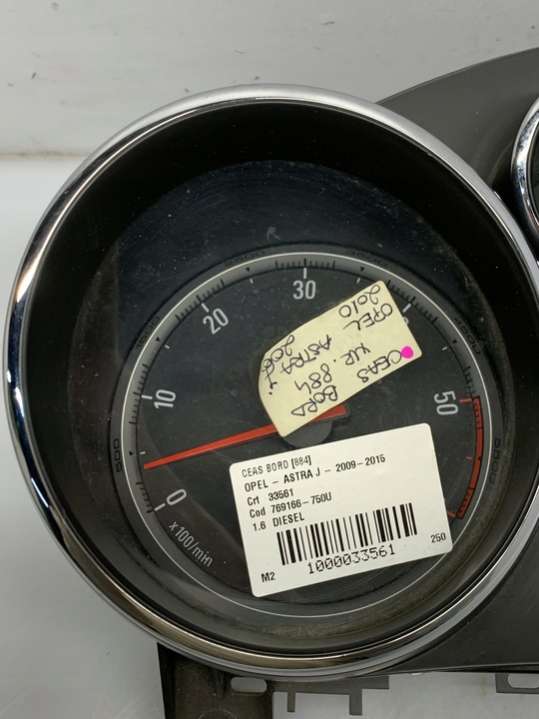 30
20
10
50
0
x100/min
OPEL
2010
ASTRA J
CEAS
BORD
884
CEAS BORD [884]
OPEL - ASTRA J - 2009-2015
Crt 33561
Cod 769166-750U
1.6 DIESEL
M2
1000033561
250